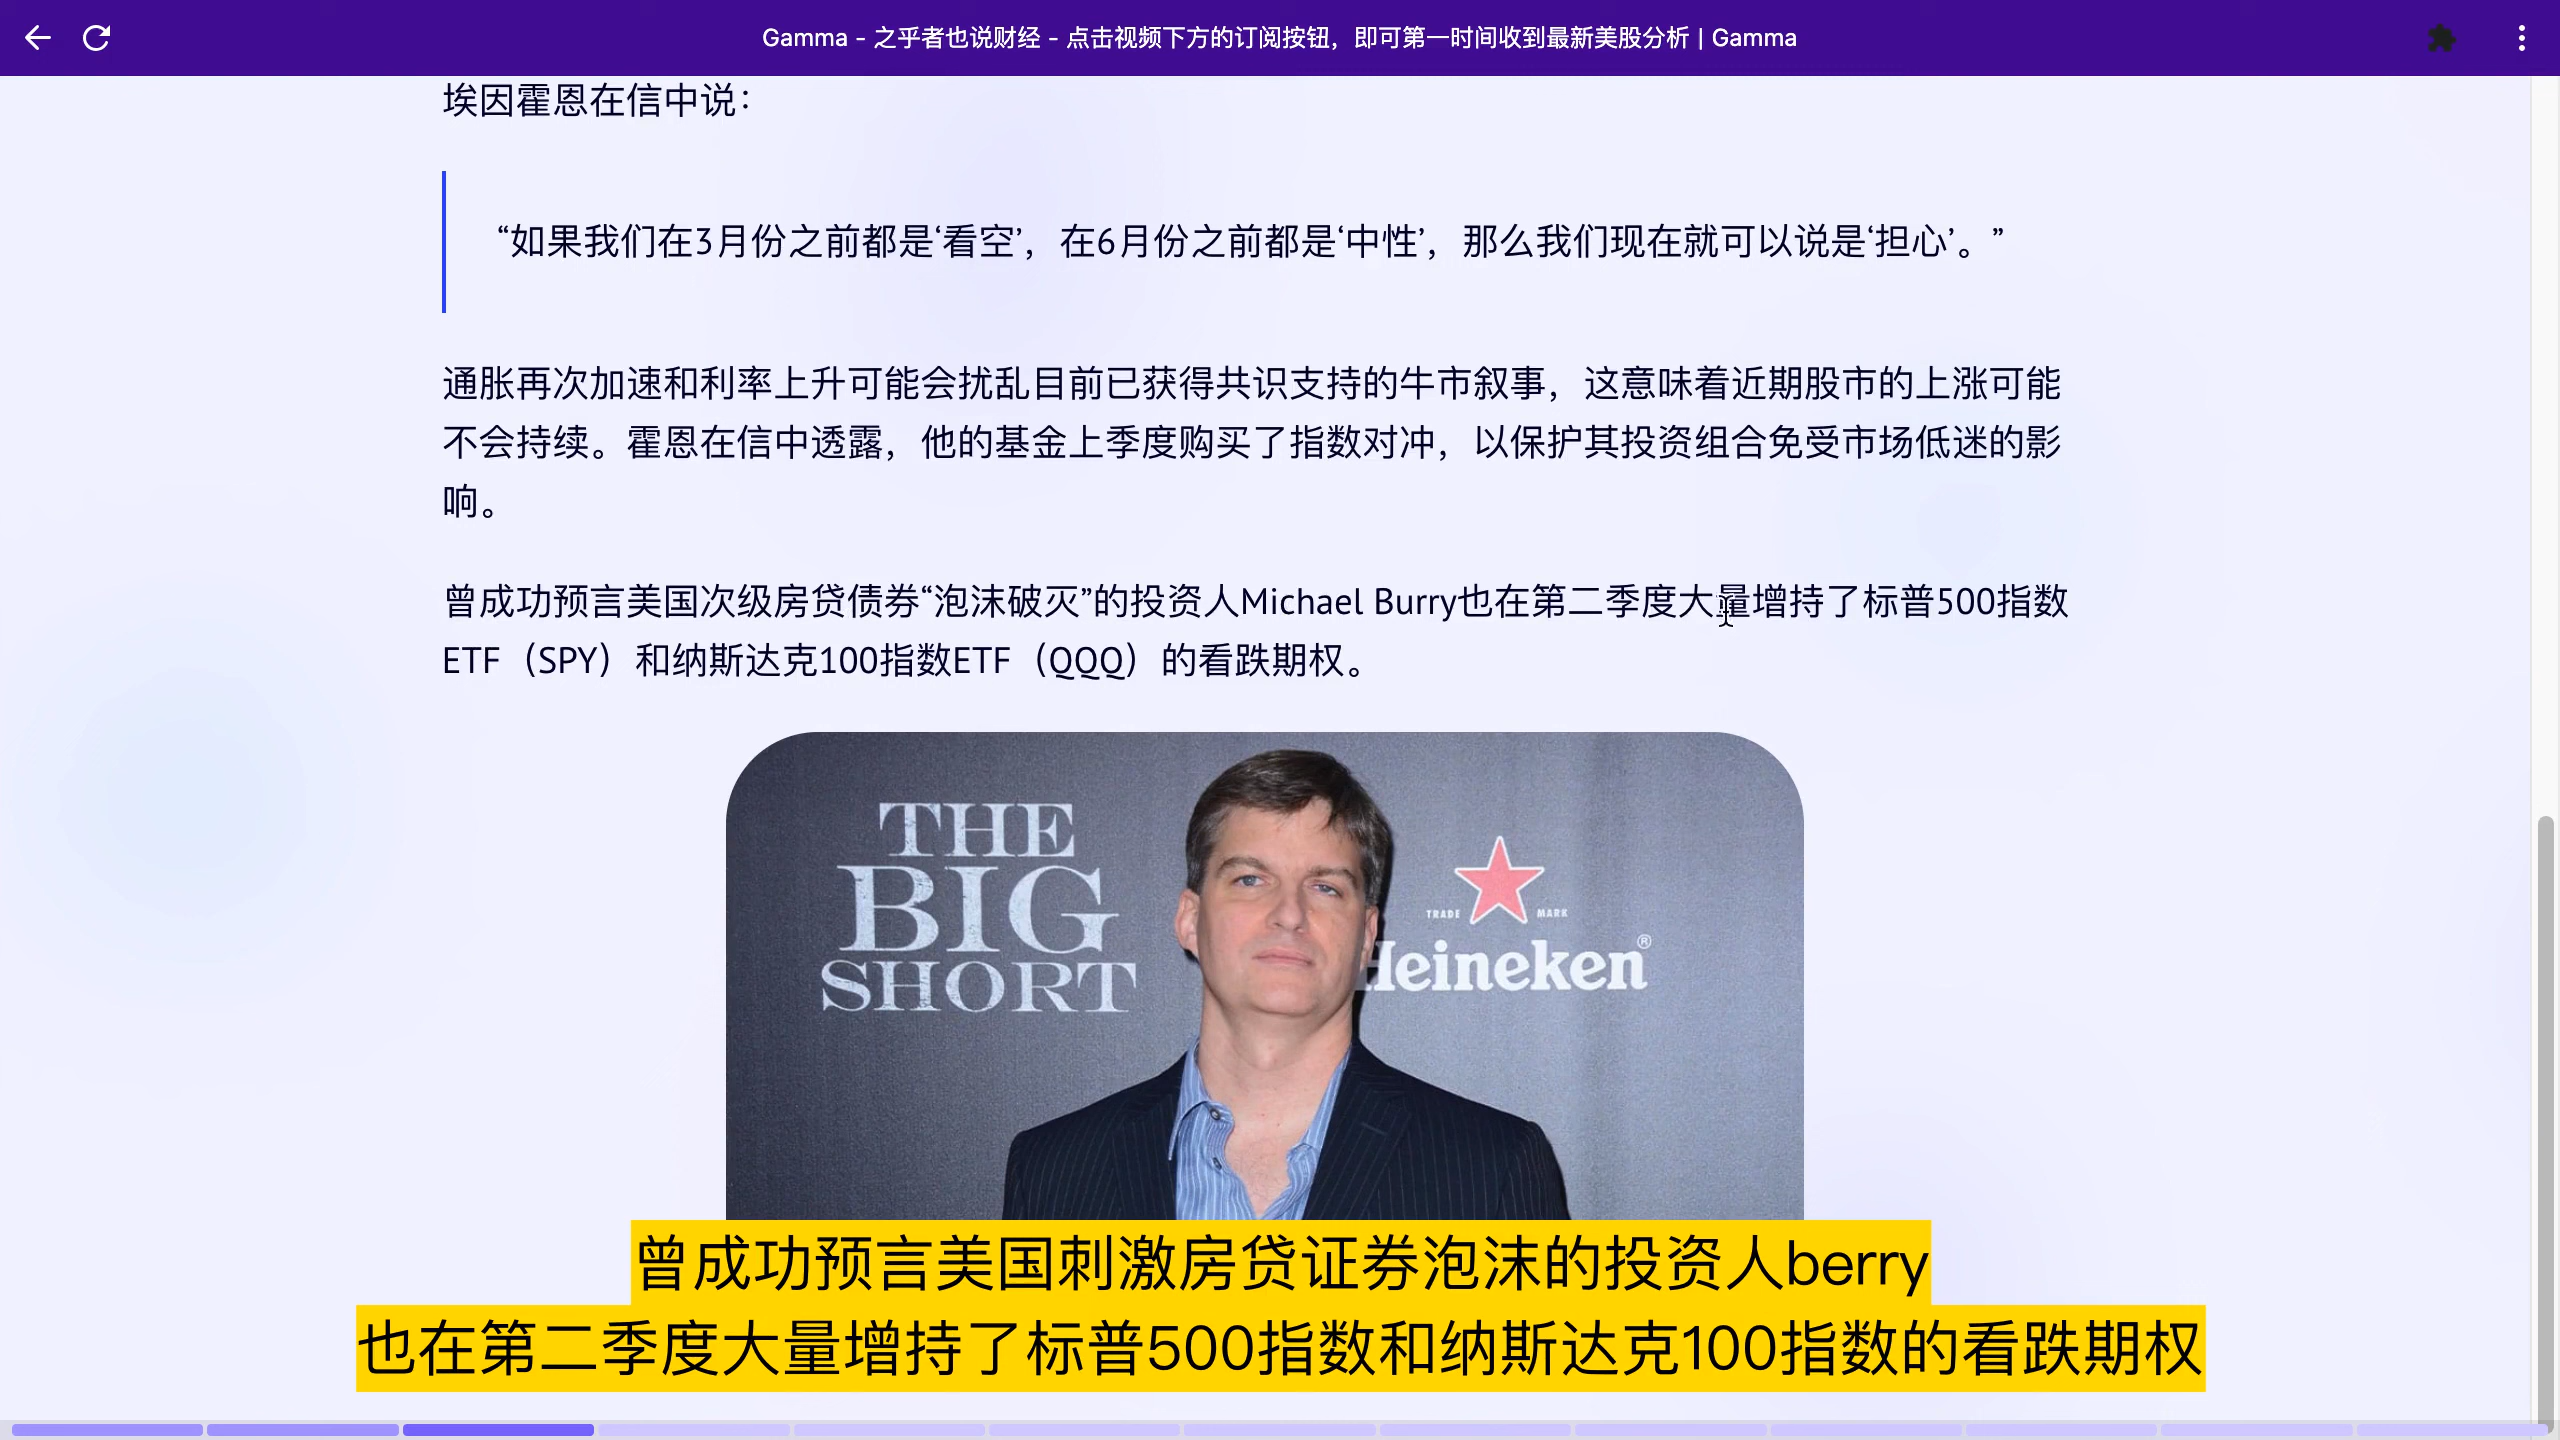 Gamma - 之乎者也说财经 - 点击视频下方的订阅按钮，即可第一时间收到最新美股分析 | Gamma
埃因霍恩在信中说：
“如果我们在3月份之前都是‘看空’，在6月份之前都是‘中性’，那么我们现在就可以说是‘担心’。”
通胀再次加速和利率上升可能会扰乱目前已获得共识支持的牛市叙事，这意味着近期股市的上涨可能
不会持续。霍恩在信中透露，他的基金上季度购买了指数对冲，以保护其投资组合免受市场低迷的影
响。
曾成功预言美国次级房贷债券“泡沫破灭”的投资人Michael Burry也在第二季度大量增持了标普500指数
ETF（SPY）和纳斯达克100指数ETF（QQQ）的看跌期权。
THE
BIG
SHORT
TRADE MARK
Heineken®
曾成功预言美国刺激房贷证券泡沫的投资人berry
也在第二季度大量增持了标普500指数和纳斯达克100指数的看跌期权